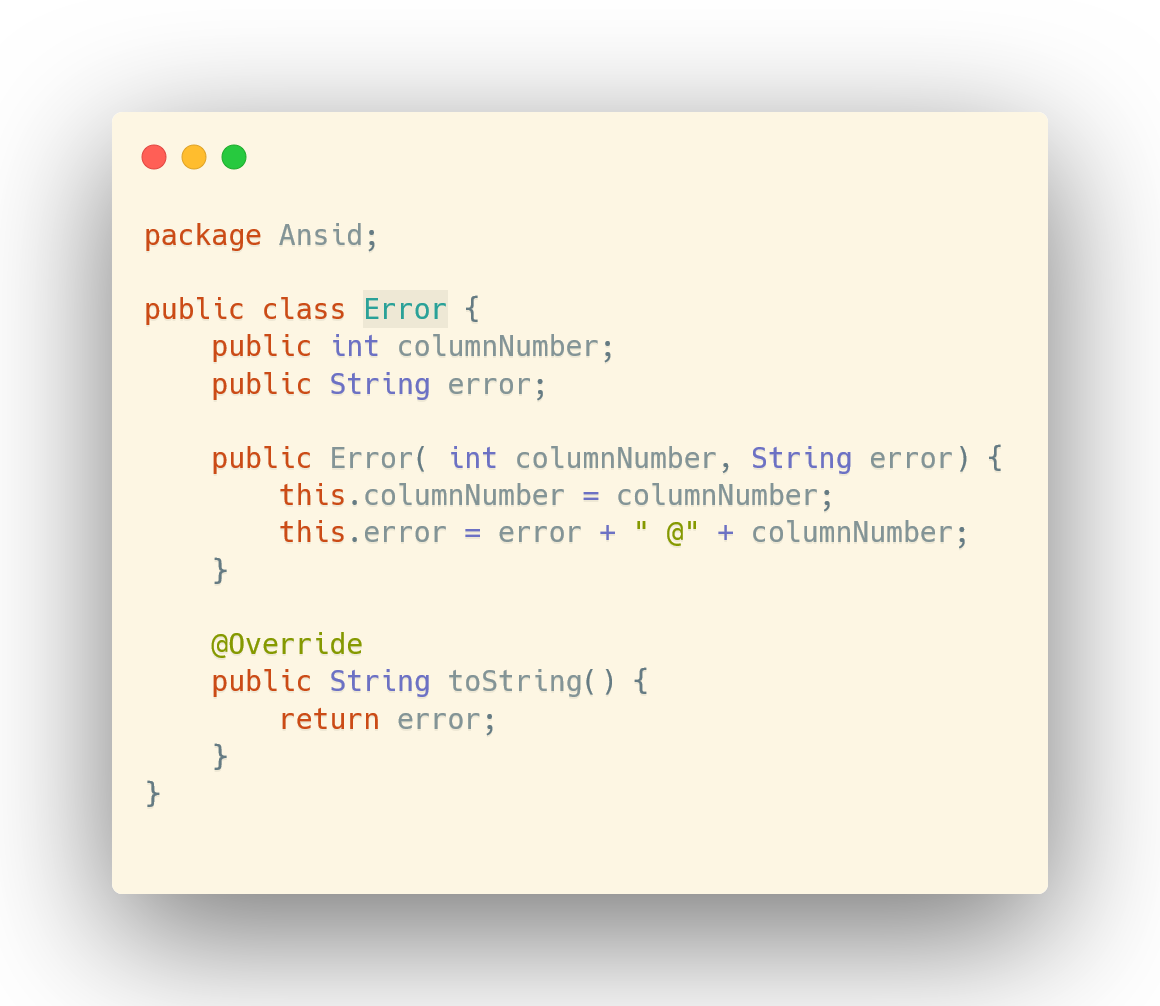 package Ansid;

public class Error {
    public int columnNumber;
    public String error;

    public Error( int columnNumber, String error) {
        this.columnNumber = columnNumber;
        this.error = error + " @" + columnNumber;
    }

    @Override
    public String toString() {
        return error;
    }
}